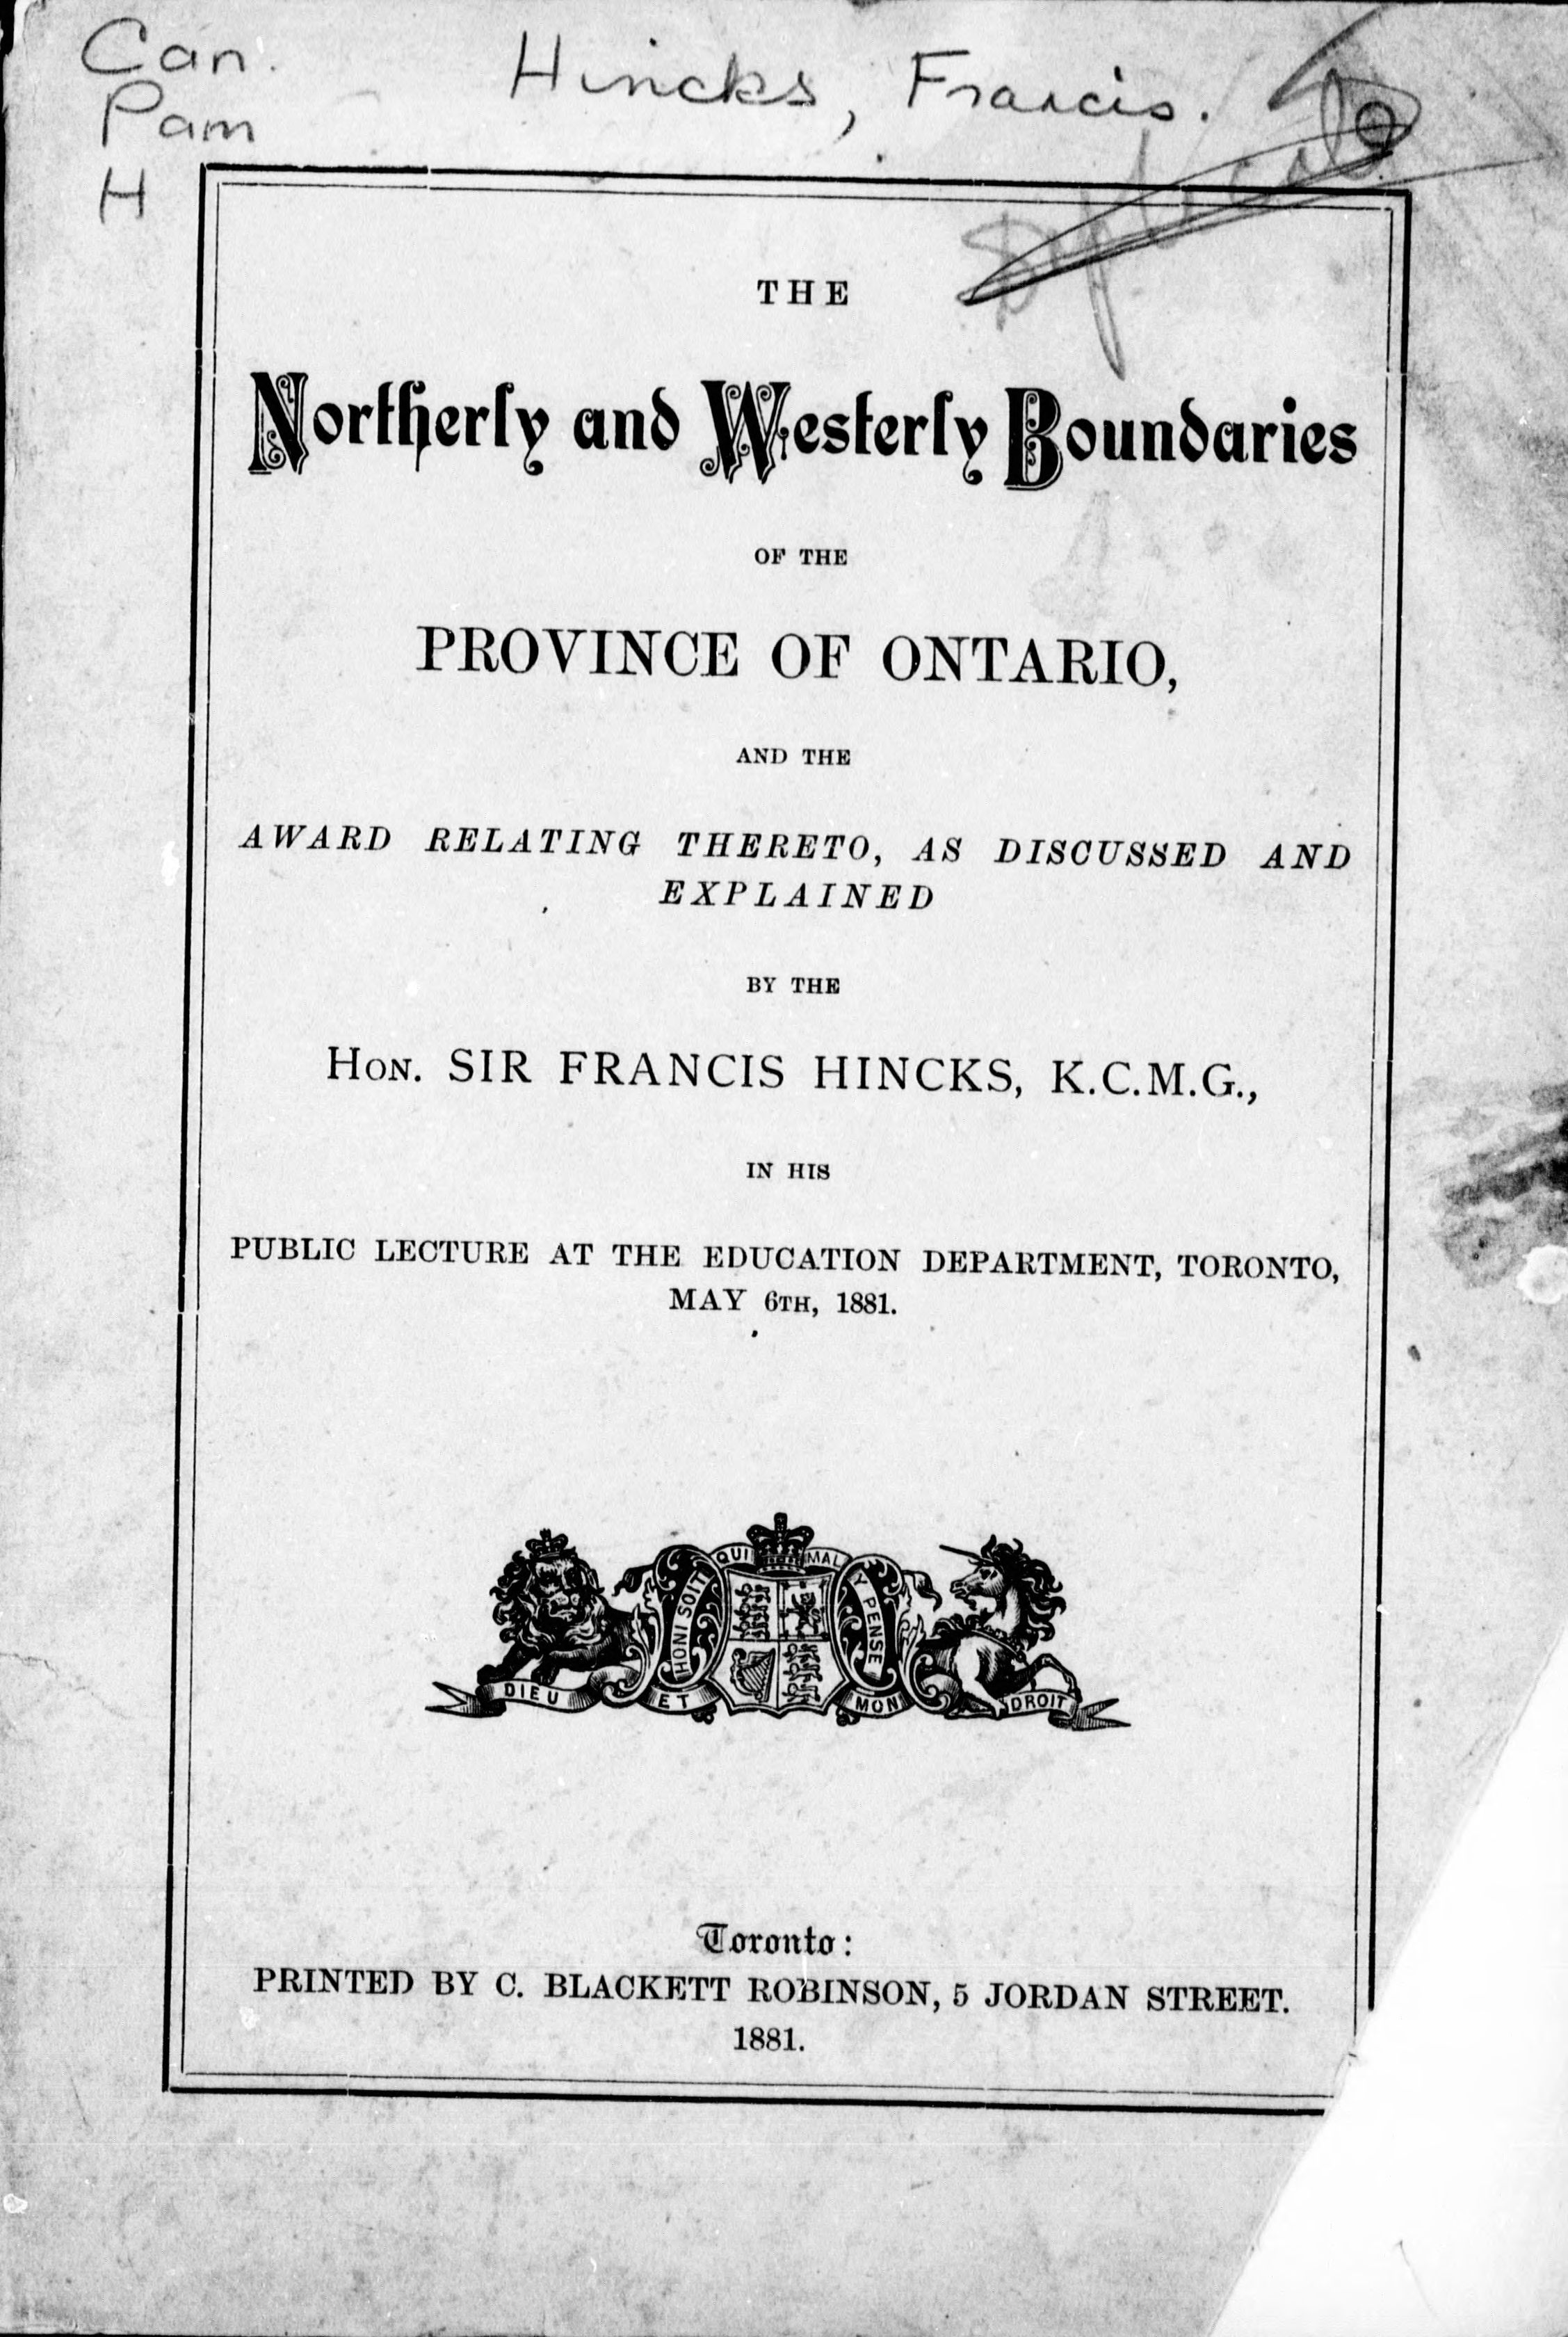 Can.
Pam
H
Hincks, Francis.
THE
Northerly and Westerly Boundaries
OF THE
PROVINCE OF ONTARIO,
AND THE
AWARD RELATING THERETO, AS DISCUSSED AND
EXPLAINED
BY THE
HON. SIR FRANCIS HINCKS, K.C.M.G.,
IN HIS
PUBLIC LECTURE AT THE EDUCATION DEPARTMENT, TORONTO,
MAY 6TH, 1881.
HONI SOIT QUI MAL Y PENSE
DIEU ET MON DROIT
Toronto:
PRINTED BY C. BLACKETT ROBINSON, 5 JORDAN STREET.
1881.